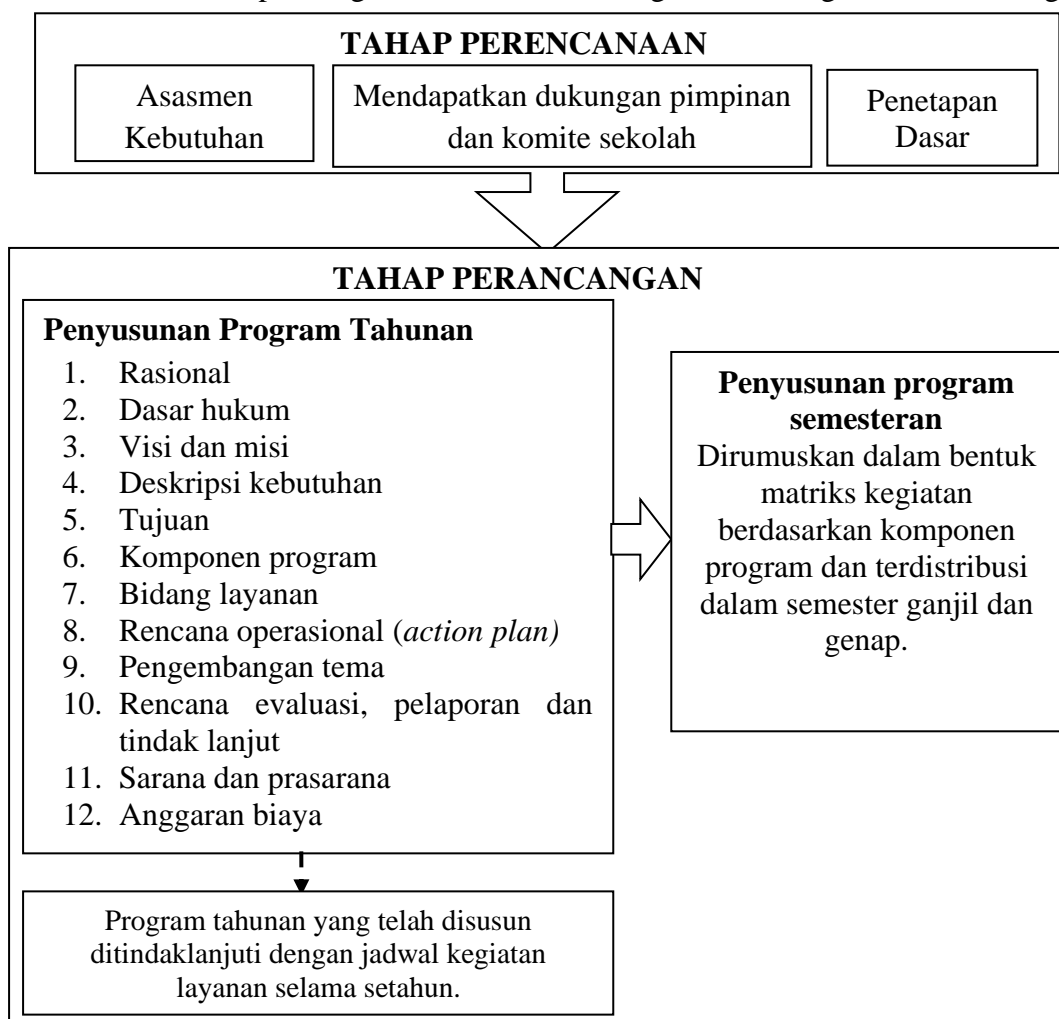 TAHAP PERENCANAAN
Asasmen
Kebutuhan
Mendapatkan dukungan pimpinan
dan komite sekolah
Penetapan
Dasar
TAHAP PERANCANGAN
Penyusunan Program Tahunan
1. Rasional
2. Dasar hukum
3. Visi dan misi
4. Deskripsi kebutuhan
5. Tujuan
6. Komponen program
7. Bidang layanan
8. Rencana operasional (action plan)
9. Pengembangan tema
10. Rencana evaluasi, pelaporan dan
tindak lanjut
11. Sarana dan prasarana
12. Anggaran biaya
Penyusunan program
semesteran
Dirumuskan dalam bentuk
matriks kegiatan
berdasarkan komponen
program dan terdistribusi
dalam semester ganjil dan
genap.
Program tahunan yang telah disusun
ditindaklanjuti dengan jadwal kegiatan
layanan selama setahun.